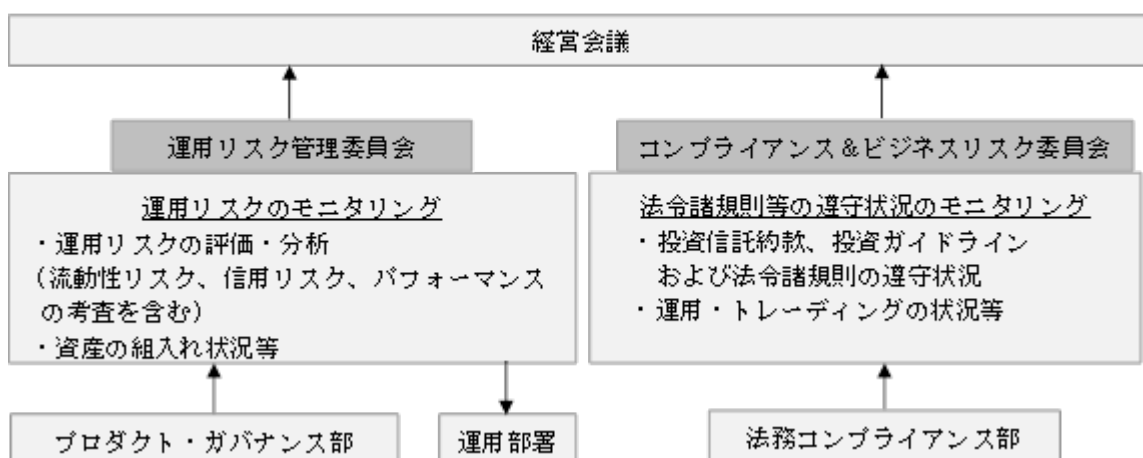 経営会議
運用リスク管理委員会
運用リスクのモニタリング
・運用リスクの評価・分析
(流動性リスク、信用リスク、パフォーマンス
の考査を含む)
・資産の組入れ状況等
プロダクト・ガバナンス部
運用部署
コンプライアンス&ビジネスリスク委員会
法令諸規則等の遵守状況のモニタリング
・投資信託約款、投資ガイドライン
および法令諸規則の遵守状況
・運用・トレーディングの状況等
法務コンプライアンス部